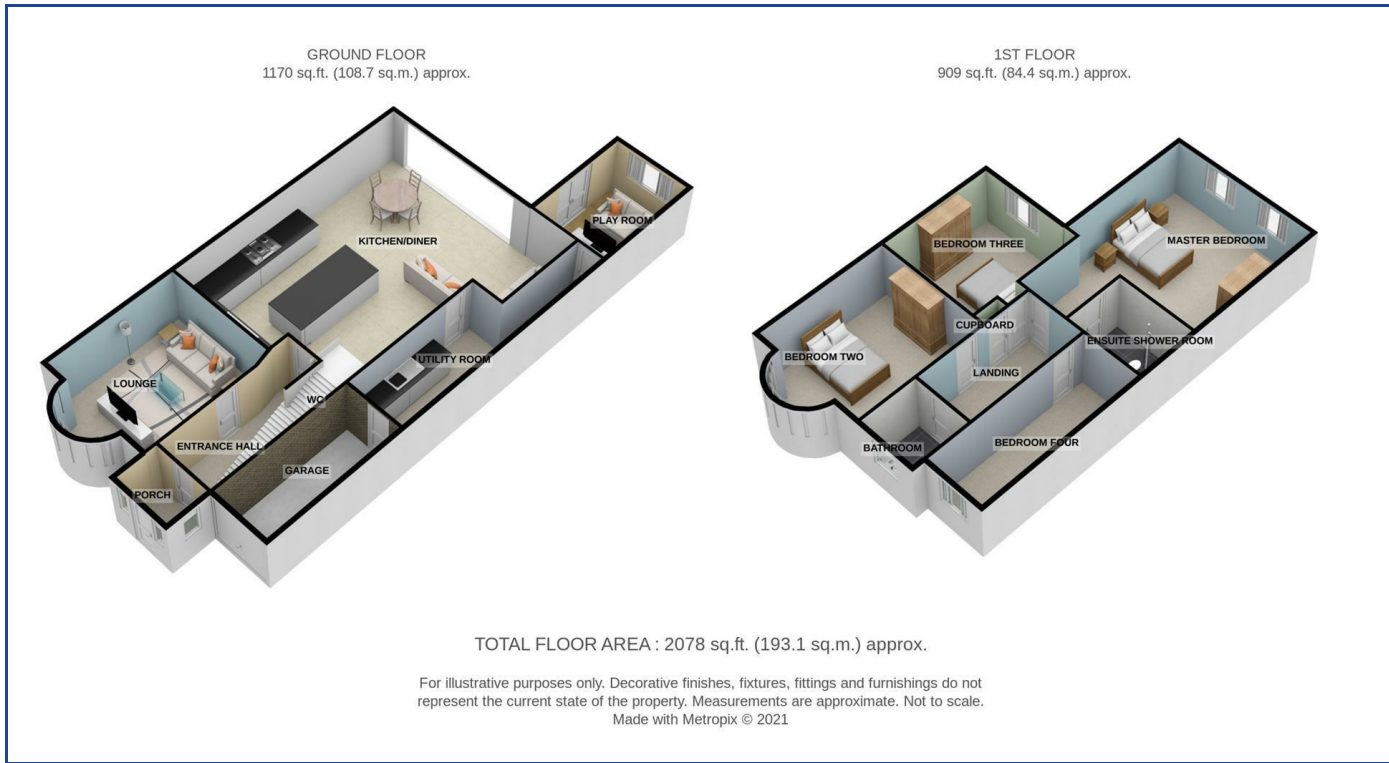 GROUND FLOOR
1170 sq.ft. (108.7 sq.m.) approx.
1ST FLOOR
909 sq.ft. (84.4 sq.m.) approx.
PLAY ROOM
KITCHEN/DINER
UTILITY ROOM
LOUNGE
WC
ENTRANCE HALL
GARAGE
PORCH
BEDROOM THREE
MASTER BEDROOM
CUPBOARD
ENSUITE SHOWER ROOM
BEDROOM TWO
LANDING
BEDROOM FOUR
BATHROOM
TOTAL FLOOR AREA : 2078 sq.ft. (193.1 sq.m.) approx.
For illustrative purposes only. Decorative finishes, fixtures, fittings and furnishings do not
represent the current state of the property. Measurements are approximate. Not to scale.
Made with Metropix © 2021